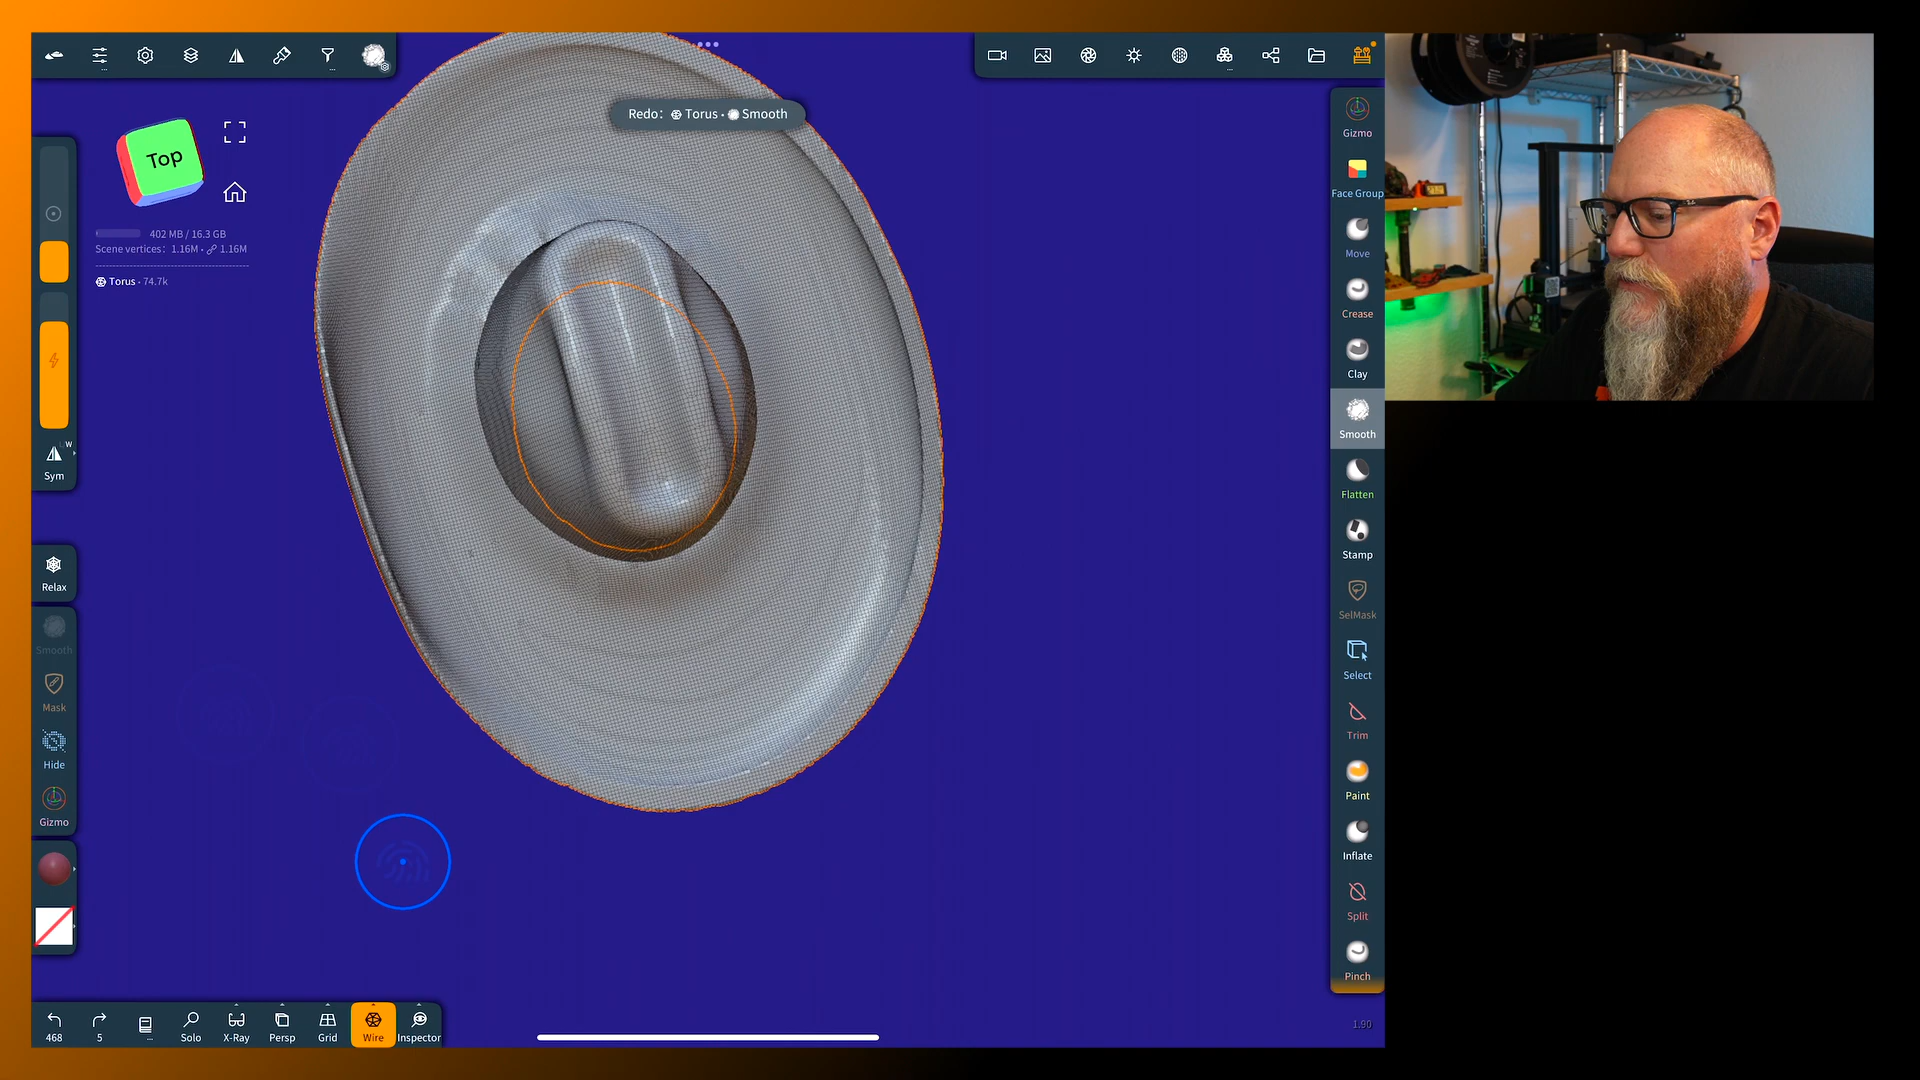 Redo: Torus • Smooth
Top
402 MB / 16.3 GB
Scene vertices: 1.16M • 1.16M
Torus • 74.7k
W
Sym
Relax
Smooth
Mask
Hide
Gizmo
468
5
Solo
X-Ray
Persp
Grid
Wire
Inspector
Gizmo
Face Group
Move
Crease
Clay
Smooth
Flatten
Stamp
SelMask
Select
Trim
Paint
Inflate
Split
Pinch
1.90